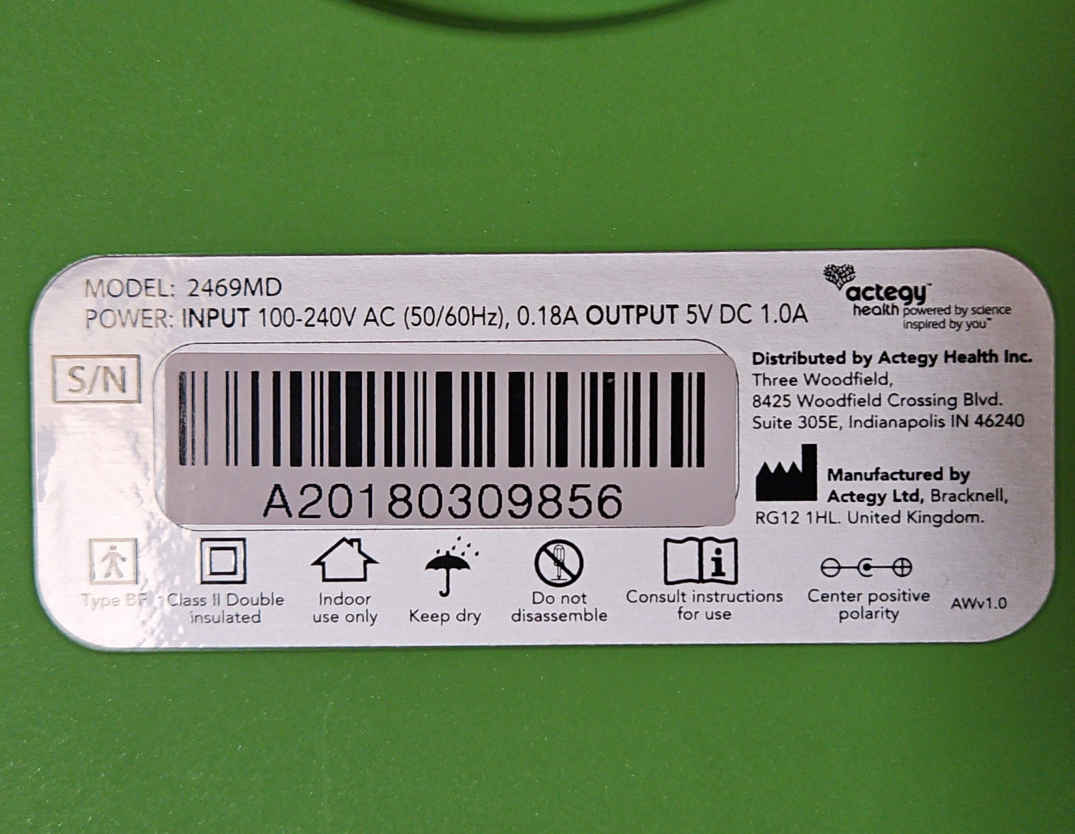 MODEL: 2469MD
POWER: INPUT 100-240V AC (50/60Hz), 0.18A OUTPUT 5V DC 1.0A
actegy™
health powered by science
inspired by you™
S/N
A20180309856
Distributed by Actegy Health Inc.
Three Woodfield,
8425 Woodfield Crossing Blvd.
Suite 305E, Indianapolis IN 46240
Manufactured by
Actegy Ltd, Bracknell,
RG12 1HL. United Kingdom.
Type BF
Class II Double
insulated
Indoor
use only
Keep dry
Do not
disassemble
Consult instructions
for use
Center positive
polarity
AWv1.0